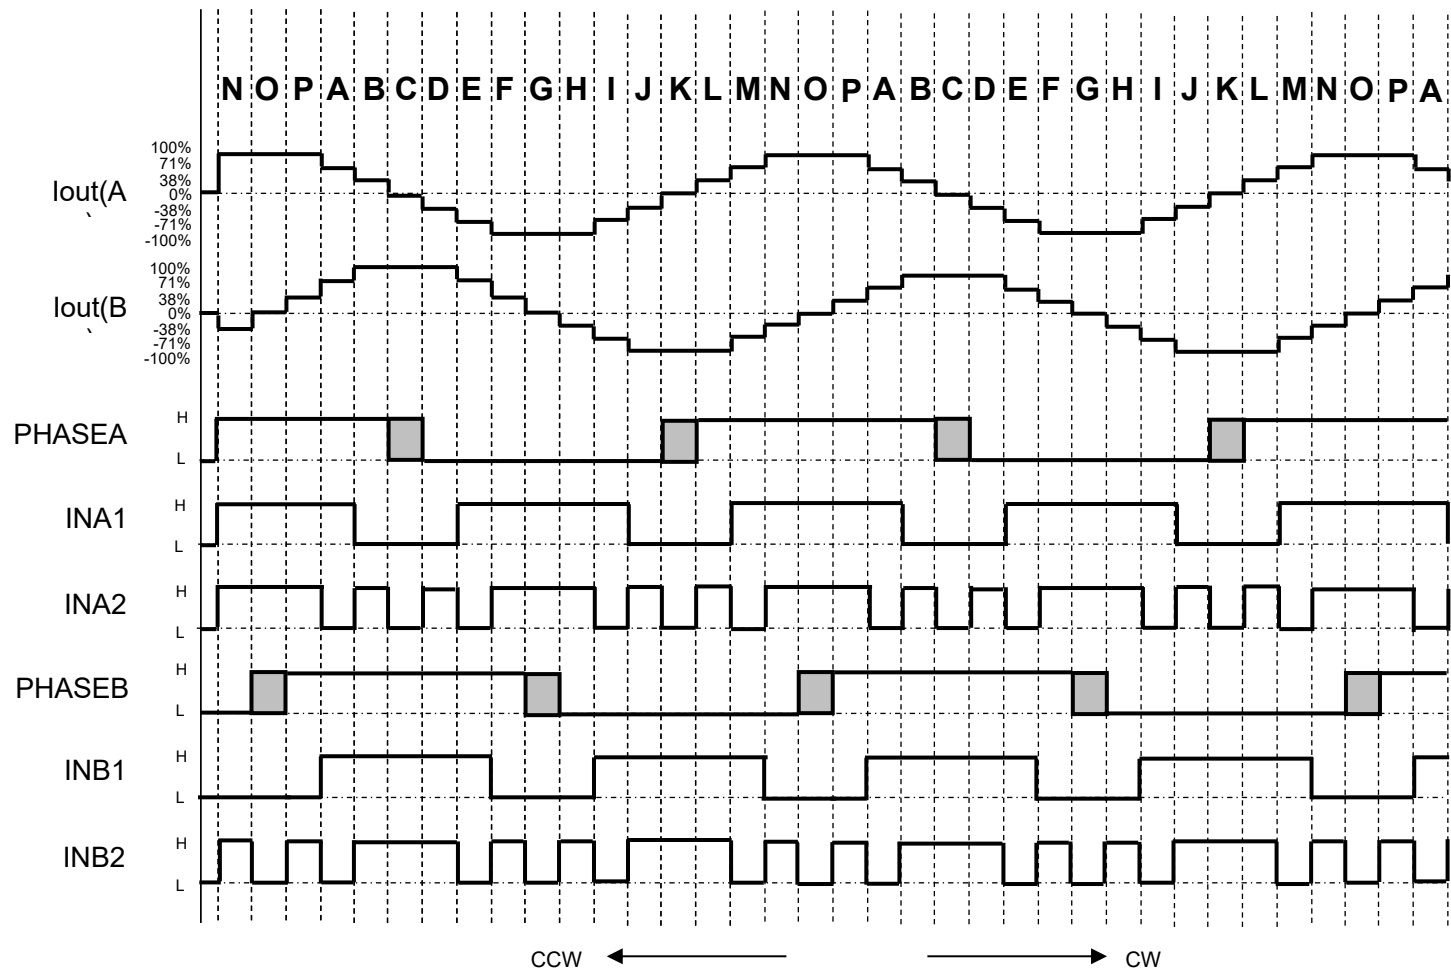 N O P A B C D E F G H I J K L M N O P A B C D E F G H I J K L M N O P A
100%
71%
38%
0%
-38%
-71%
-100%
Iout(A
100%
71%
38%
0%
-38%
-71%
-100%
Iout(B
PHASEA
H
L
INA1
H
L
INA2
H
L
PHASEB
H
L
INB1
H
L
INB2
H
L
CCW
CW